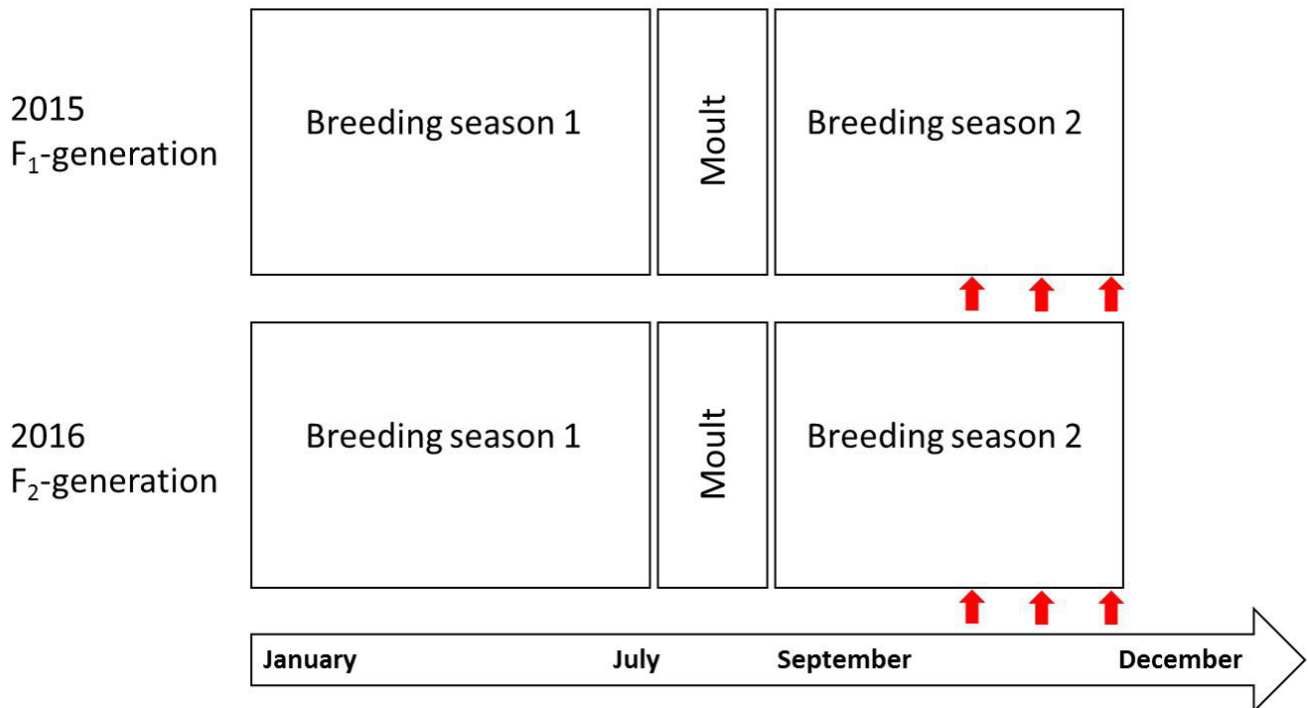 2015
F₁-generation
Breeding season 1
Moult
Breeding season 2
2016
F₂-generation
Breeding season 1
Moult
Breeding season 2
January
July
September
December